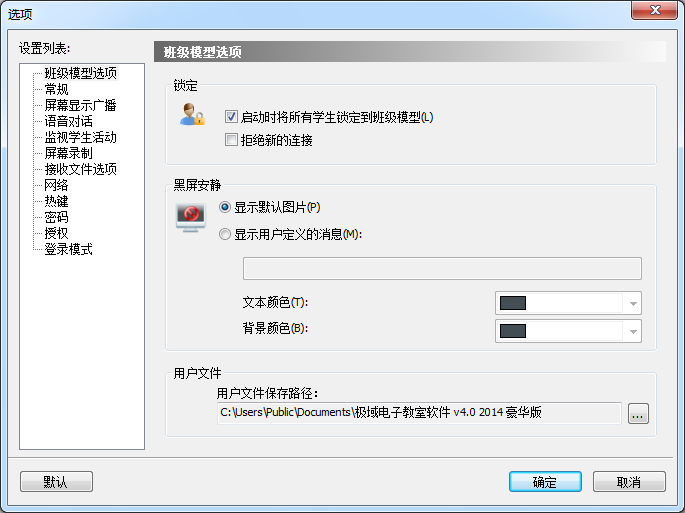 选项
设置列表:
班级模型选项
常规
屏幕显示广播
语音对话
监视学生活动
屏幕录制
接收文件选项
网络
热键
密码
授权
登录模式
班级模型选项
锁定
启动时将所有学生锁定到班级模型(L)
拒绝新的连接
黑屏安静
显示默认图片(P)
显示用户定义的消息(M):
文本颜色(T):
背景颜色(B):
用户文件
用户文件保存路径：
C:\Users\Public\Documents\极域电子教室软件 v4.0 2014 豪华版
...
默认
确定
取消